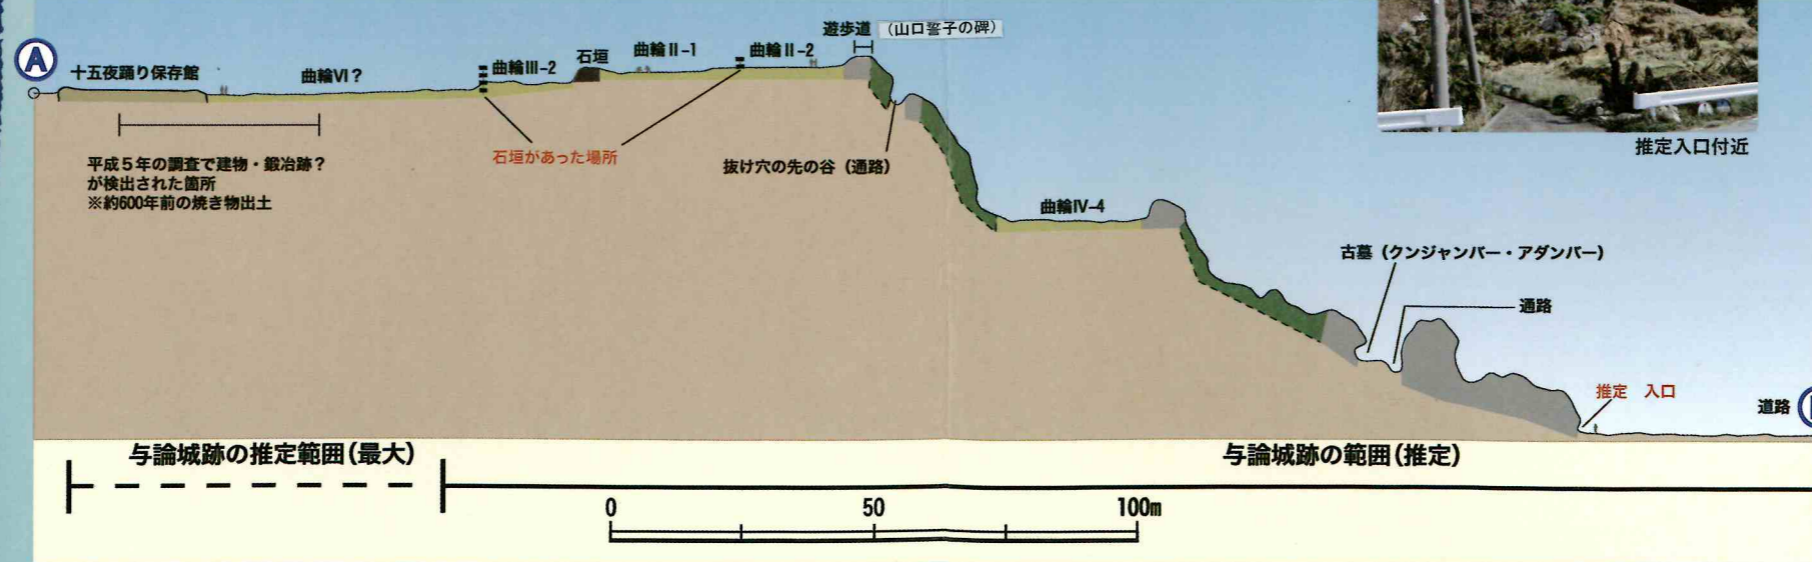 A
十五夜踊り保存館
曲輪Ⅵ？
曲輪Ⅲ-2
石垣
曲輪Ⅱ-1
曲輪Ⅱ-2
遊歩道
（山口誓子の碑）
平成５年の調査で建物・鍛冶跡？
が検出された箇所
※約600年前の焼き物出土
石垣があった場所
抜け穴の先の谷（通路）
曲輪Ⅳ-4
推定入口付近
古墓（クンジャンバー・アダンバー）
通路
推定　入口
道路
与論城跡の推定範囲（最大）
与論城跡の範囲（推定）
0
50
100m